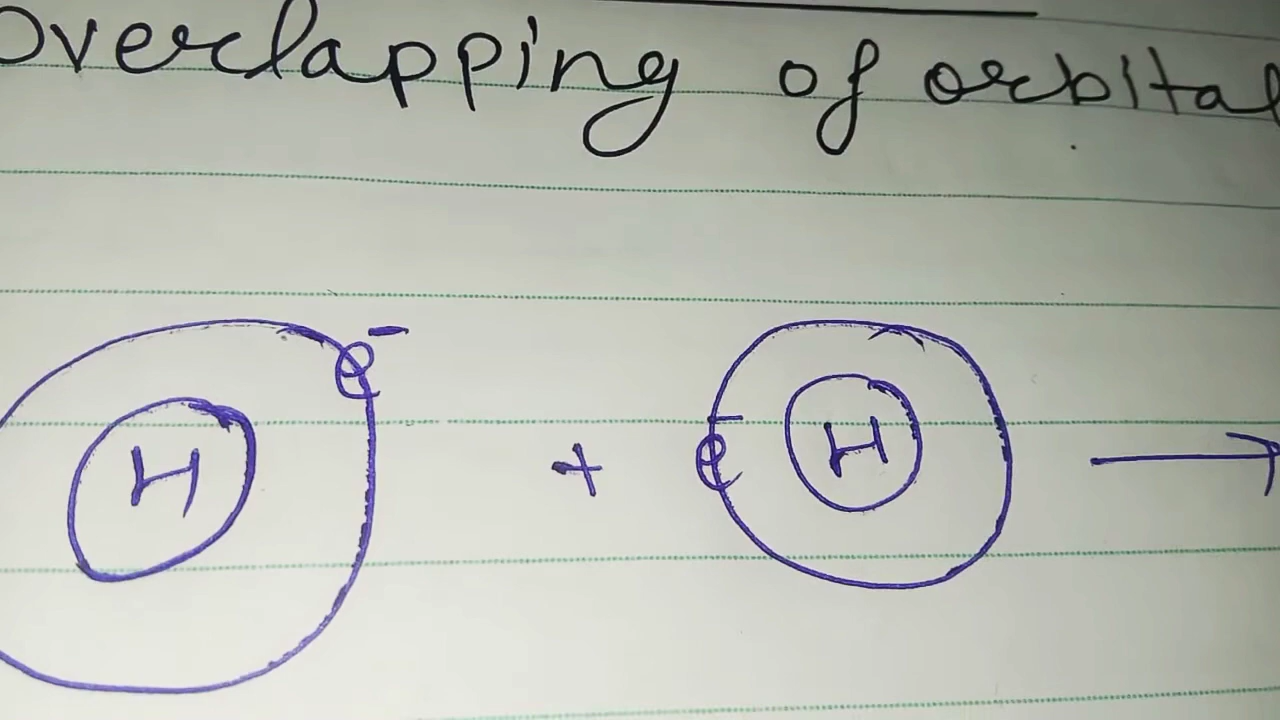 Overlapping of orbital
e⁻ e⁻
H + H →